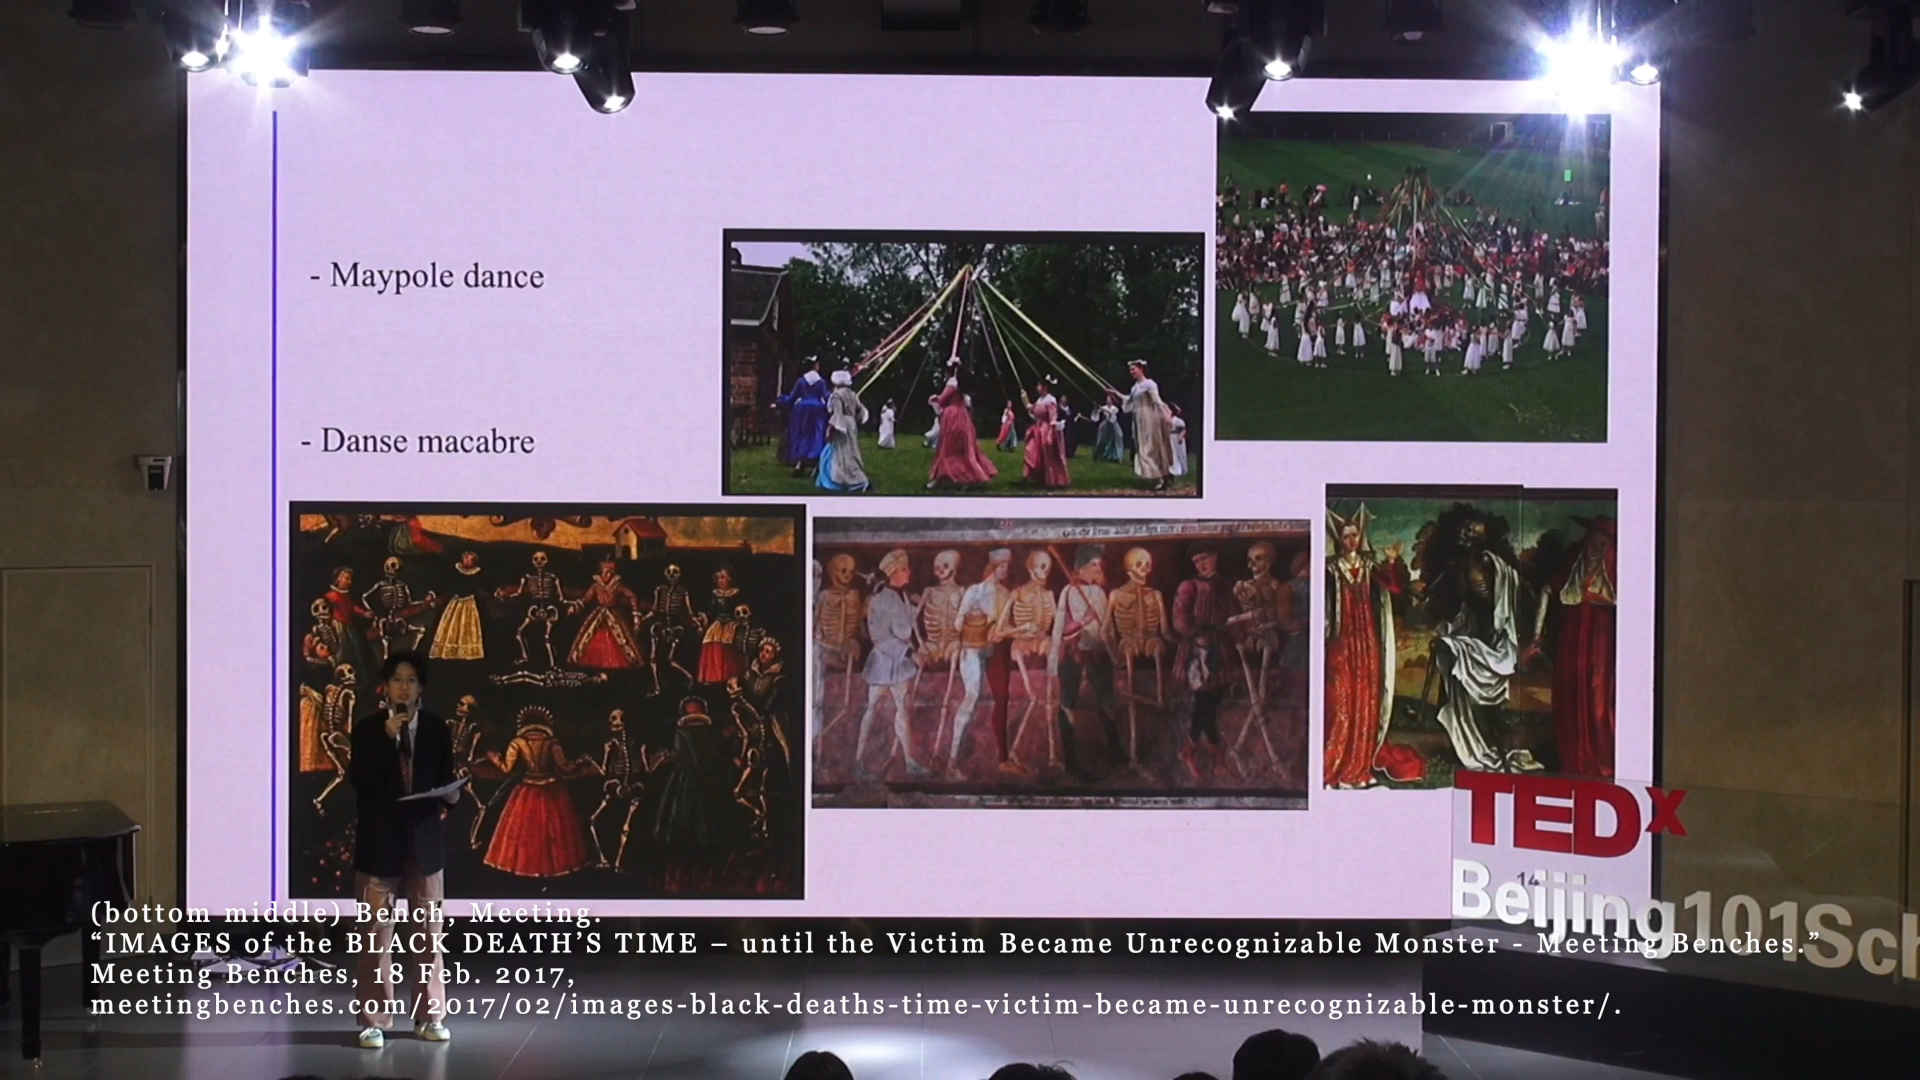 - Maypole dance
- Danse macabre
TEDx
14
Beijing101Sch
(bottom middle) Bench, Meeting.
“IMAGES of the BLACK DEATH’S TIME – until the Victim Became Unrecognizable Monster - Meeting Benches.”
Meeting Benches, 18 Feb. 2017,
meetingbenches.com/2017/02/images-black-deaths-time-victim-became-unrecognizable-monster/.